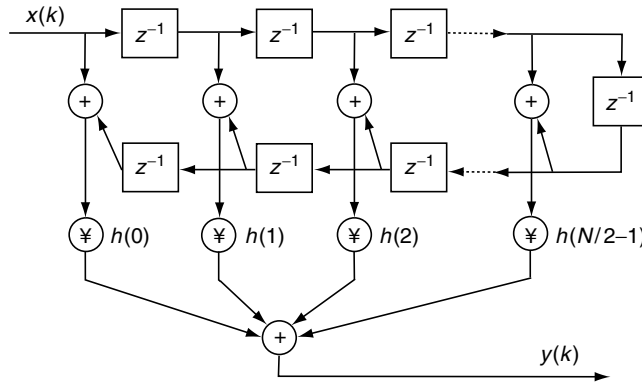 x(k)
z⁻¹ z⁻¹ z⁻¹
+ + + + z⁻¹
z⁻¹ z⁻¹ z⁻¹
¥ h(0) ¥ h(1) ¥ h(2) ¥ h(N/2–1)
+
y(k)